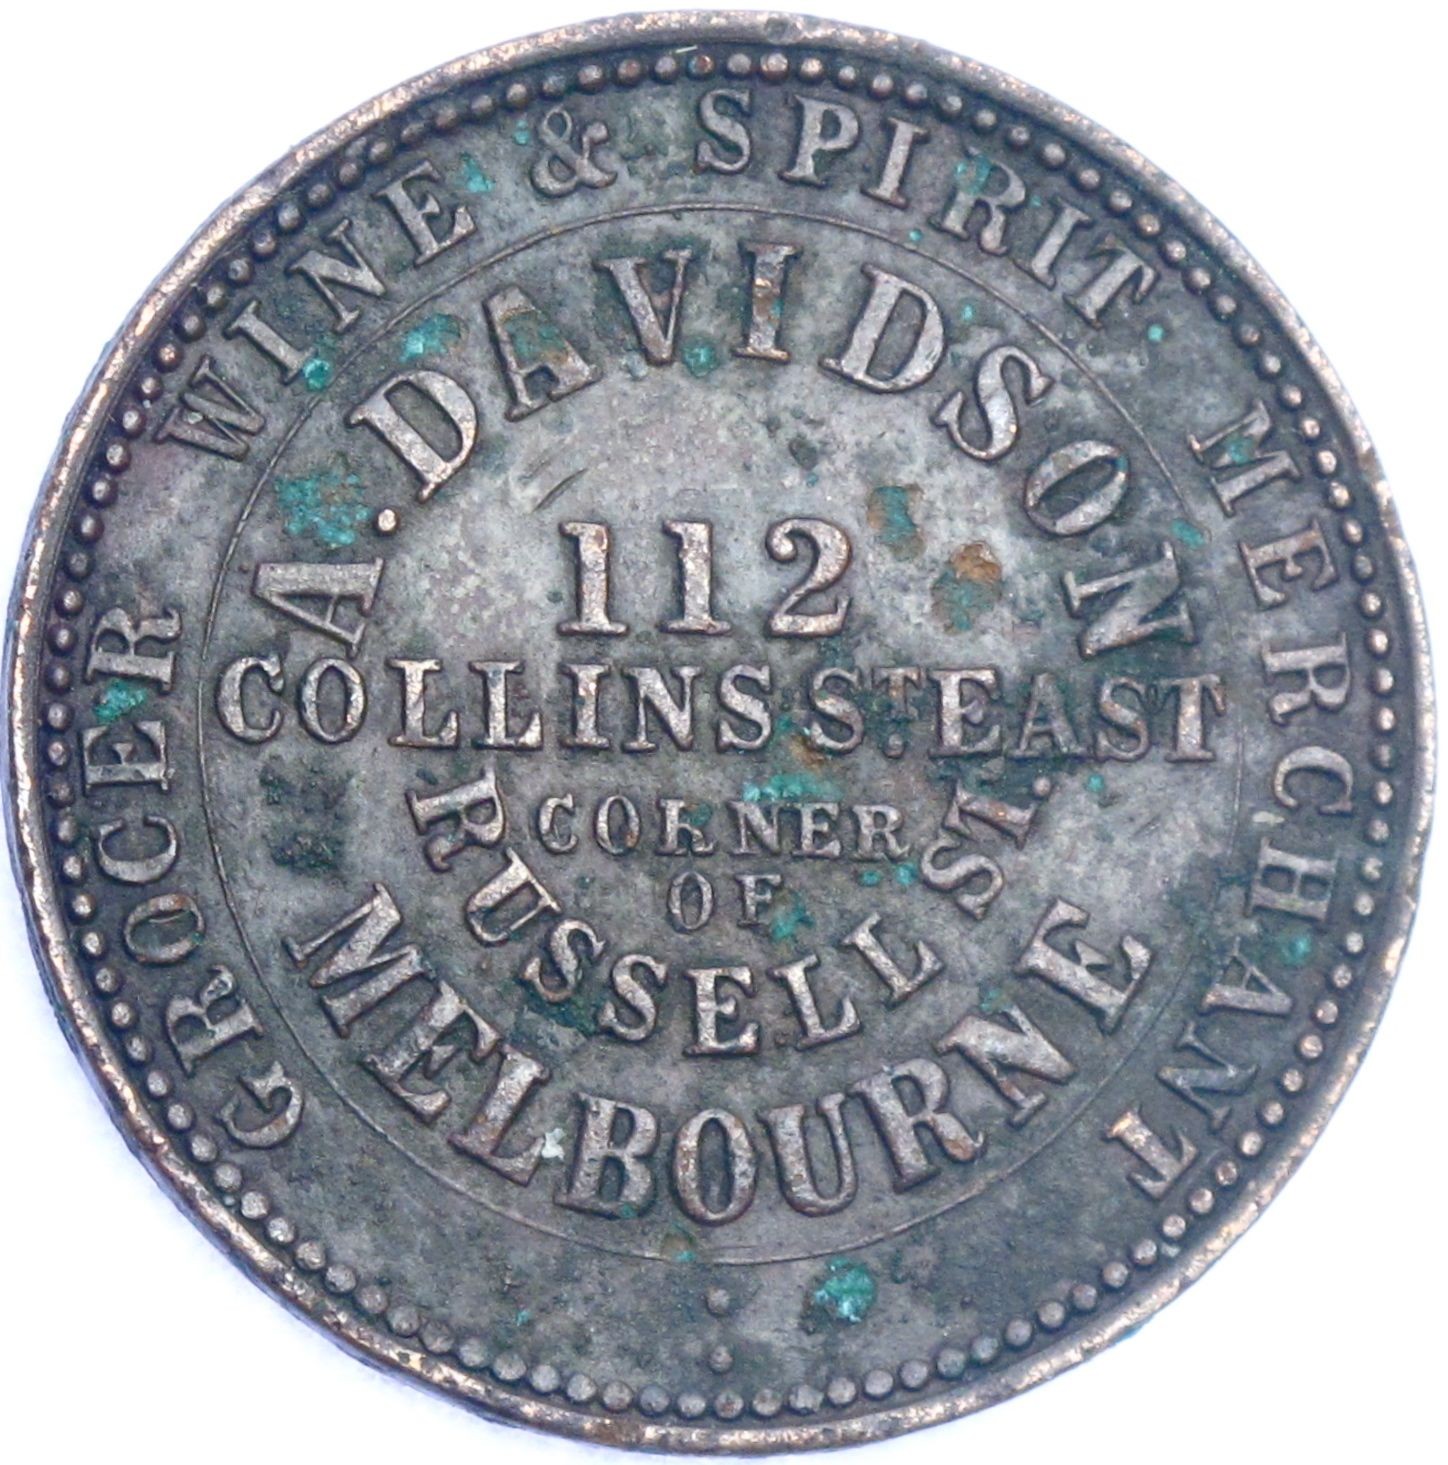 GROCER WINE & SPIRIT MERCHANT
A. DAVIDSON
112
COLLINS ST. EAST
CORNER
OF
RUSSELL ST.
MELBOURNE